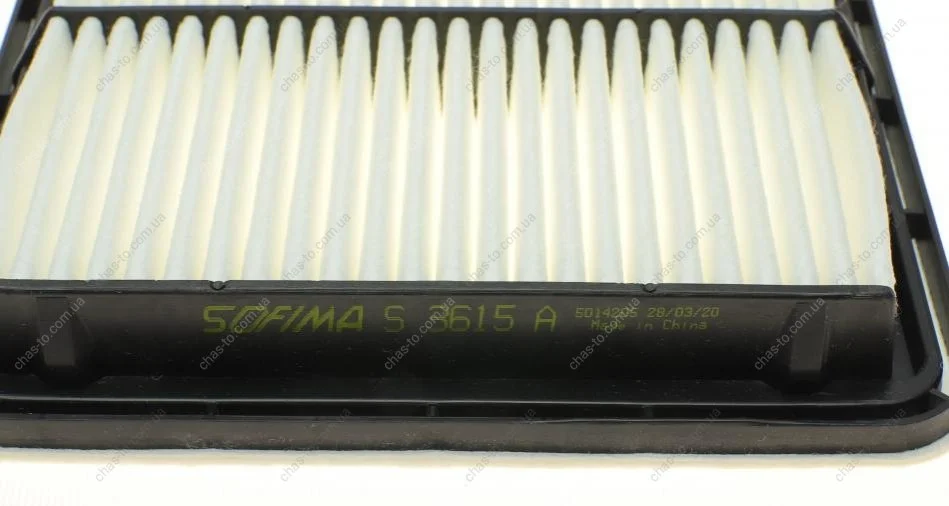 SOFIMA S 3615 A
5014205 28/03/20
Made in China
chas-to.com.ua